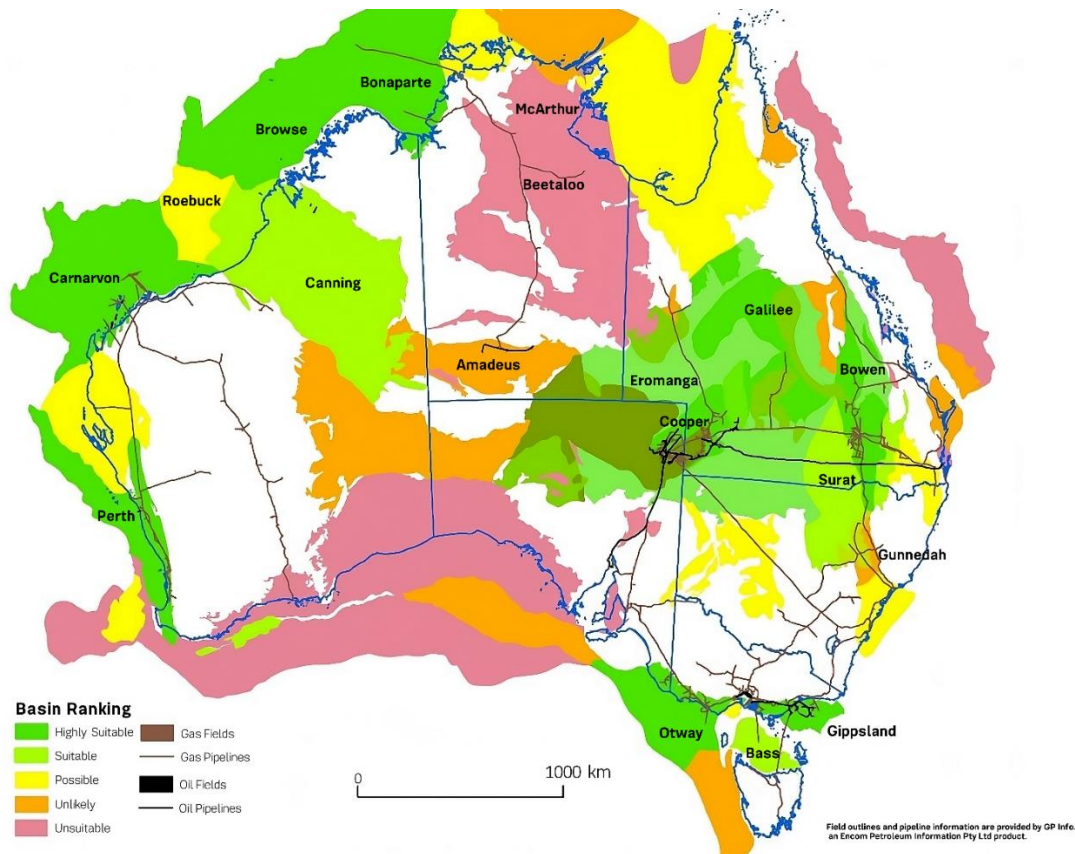 Bonaparte
McArthur
Browse
Beetaloo
Roebuck
Carnarvon
Canning
Galilee
Amadeus
Bowen
Eromanga
Cooper
Surat
Perth
Gunnedah
Otway
Gippsland
Bass
Basin Ranking
Highly Suitable
Suitable
Possible
Unlikely
Unsuitable
Gas Fields
Gas Pipelines
Oil Fields
Oil Pipelines
0
1000 km
Field outlines and pipeline information are provided by GP Info.
an Encom Petroleum Information Pty Ltd product.